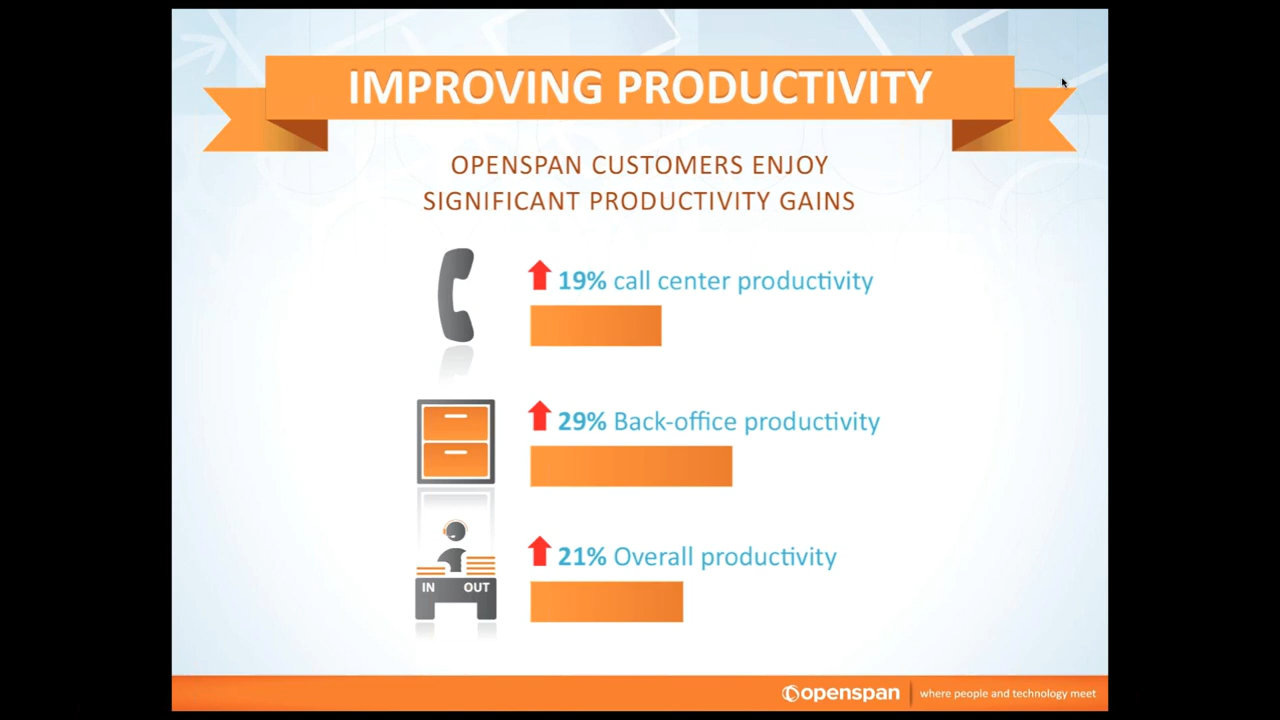 IMPROVING PRODUCTIVITY
OPENSPAN CUSTOMERS ENJOY
SIGNIFICANT PRODUCTIVITY GAINS
19% call center productivity
29% Back-office productivity
21% Overall productivity
IN OUT
openspan where people and technology meet